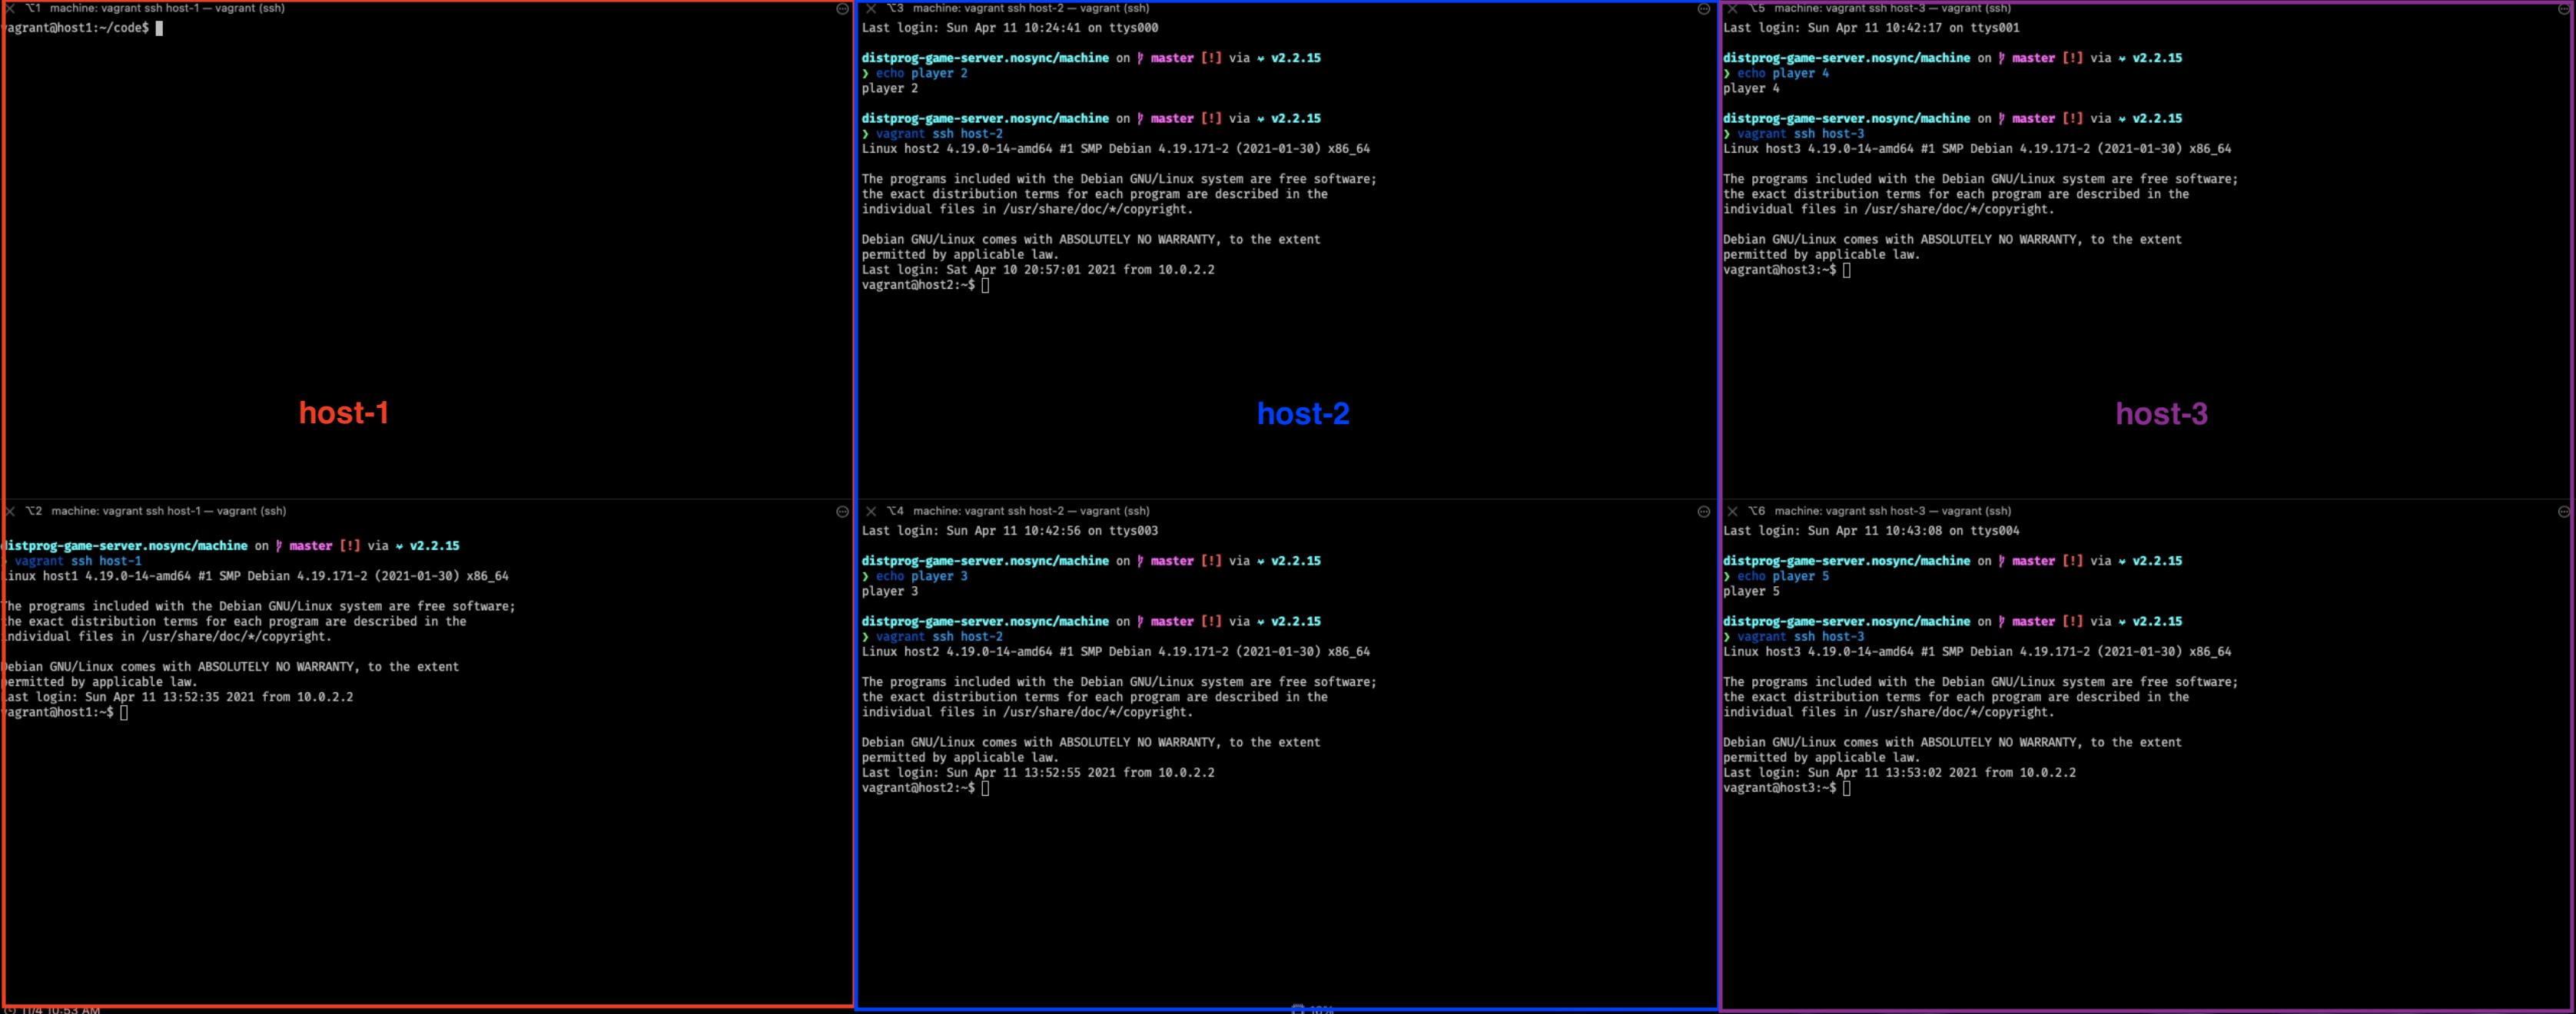 ⌥1 machine: vagrant ssh host-1 — vagrant (ssh)
vagrant@host1:~/code$
host-1
⌥2 machine: vagrant ssh host-1 — vagrant (ssh)
distprog-game-server.nosync/machine on master [!] via v2.2.15
vagrant ssh host-1
Linux host1 4.19.0-14-amd64 #1 SMP Debian 4.19.171-2 (2021-01-30) x86_64
The programs included with the Debian GNU/Linux system are free software;
the exact distribution terms for each program are described in the
individual files in /usr/share/doc/*/copyright.
Debian GNU/Linux comes with ABSOLUTELY NO WARRANTY, to the extent
permitted by applicable law.
Last login: Sun Apr 11 13:52:35 2021 from 10.0.2.2
vagrant@host1:~$
11/4 10:53 AM
⌥3 machine: vagrant ssh host-2 — vagrant (ssh)
Last login: Sun Apr 11 10:24:41 on ttys000
distprog-game-server.nosync/machine on master [!] via v2.2.15
❯ echo player 2
player 2
distprog-game-server.nosync/machine on master [!] via v2.2.15
❯ vagrant ssh host-2
Linux host2 4.19.0-14-amd64 #1 SMP Debian 4.19.171-2 (2021-01-30) x86_64
The programs included with the Debian GNU/Linux system are free software;
the exact distribution terms for each program are described in the
individual files in /usr/share/doc/*/copyright.
Debian GNU/Linux comes with ABSOLUTELY NO WARRANTY, to the extent
permitted by applicable law.
Last login: Sat Apr 10 20:57:01 2021 from 10.0.2.2
vagrant@host2:~$
host-2
⌥4 machine: vagrant ssh host-2 — vagrant (ssh)
Last login: Sun Apr 11 10:42:56 on ttys003
distprog-game-server.nosync/machine on master [!] via v2.2.15
❯ echo player 3
player 3
distprog-game-server.nosync/machine on master [!] via v2.2.15
❯ vagrant ssh host-2
Linux host2 4.19.0-14-amd64 #1 SMP Debian 4.19.171-2 (2021-01-30) x86_64
The programs included with the Debian GNU/Linux system are free software;
the exact distribution terms for each program are described in the
individual files in /usr/share/doc/*/copyright.
Debian GNU/Linux comes with ABSOLUTELY NO WARRANTY, to the extent
permitted by applicable law.
Last login: Sun Apr 11 13:52:55 2021 from 10.0.2.2
vagrant@host2:~$
⌥5 machine: vagrant ssh host-3 — vagrant (ssh)
Last login: Sun Apr 11 10:42:17 on ttys001
distprog-game-server.nosync/machine on master [!] via v2.2.15
❯ echo player 4
player 4
distprog-game-server.nosync/machine on master [!] via v2.2.15
❯ vagrant ssh host-3
Linux host3 4.19.0-14-amd64 #1 SMP Debian 4.19.171-2 (2021-01-30) x86_64
The programs included with the Debian GNU/Linux system are free software;
the exact distribution terms for each program are described in the
individual files in /usr/share/doc/*/copyright.
Debian GNU/Linux comes with ABSOLUTELY NO WARRANTY, to the extent
permitted by applicable law.
vagrant@host3:~$
host-3
⌥6 machine: vagrant ssh host-3 — vagrant (ssh)
Last login: Sun Apr 11 10:43:08 on ttys004
distprog-game-server.nosync/machine on master [!] via v2.2.15
❯ echo player 5
player 5
distprog-game-server.nosync/machine on master [!] via v2.2.15
❯ vagrant ssh host-3
Linux host3 4.19.0-14-amd64 #1 SMP Debian 4.19.171-2 (2021-01-30) x86_64
The programs included with the Debian GNU/Linux system are free software;
the exact distribution terms for each program are described in the
individual files in /usr/share/doc/*/copyright.
Debian GNU/Linux comes with ABSOLUTELY NO WARRANTY, to the extent
permitted by applicable law.
Last login: Sun Apr 11 13:53:02 2021 from 10.0.2.2
vagrant@host3:~$